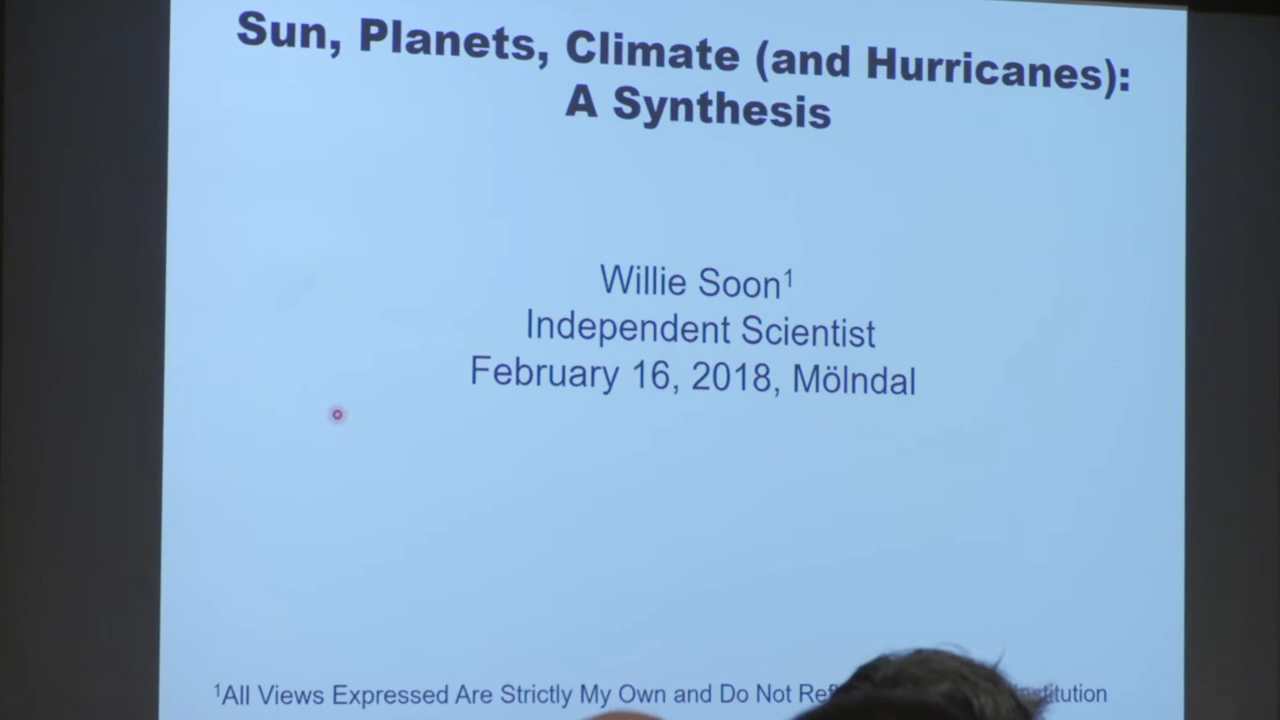 Sun, Planets, Climate (and Hurricanes):
A Synthesis
Willie Soon¹
Independent Scientist
February 16, 2018, Mölndal
¹All Views Expressed Are Strictly My Own and Do Not